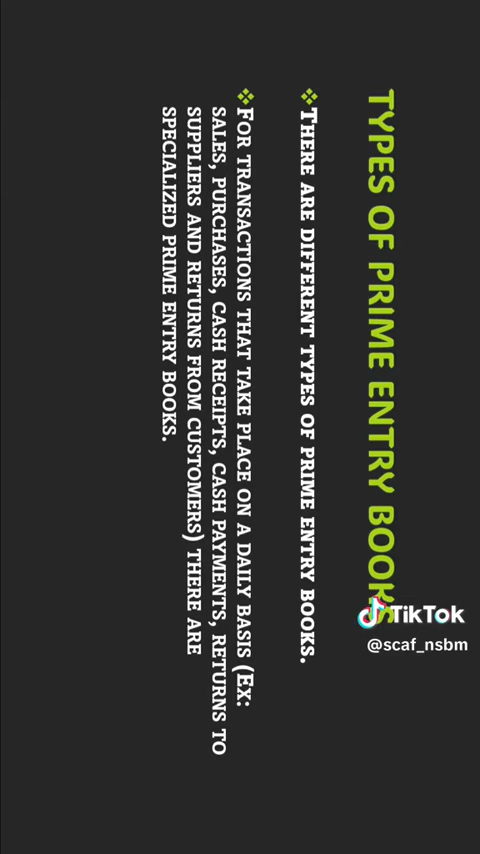 TYPES OF PRIME ENTRY BOOKS
❖THERE ARE DIFFERENT TYPES OF PRIME ENTRY BOOKS.
❖FOR TRANSACTIONS THAT TAKE PLACE ON A DAILY BASIS (EX:
SALES, PURCHASES, CASH RECEIPTS, CASH PAYMENTS, RETURNS TO
SUPPLIERS AND RETURNS FROM CUSTOMERS) THERE ARE
SPECIALIZED PRIME ENTRY BOOKS.
TikTok
@scaf_nsbm